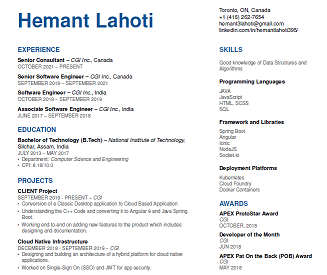 Hemant Lahoti
Toronto, ON, Canada
+1 (416) 262-7654
hemant3lahoti@gmail.com
linkedin.com/in/hemantlahoti395/
EXPERIENCE
Senior Consultant – CGI Inc., Canada
OCTOBER 2021 – PRESENT
Senior Software Engineer – CGI Inc., Canada
SEPTEMBER 2019 – SEPTEMBER 2021
Software Engineer – CGI Inc., India
OCTOBER 2018 – SEPTEMBER 2019
Associate Software Engineer – CGI Inc., India
JUNE 2017 – SEPTEMBER 2018
EDUCATION
Bachelor of Technology (B.Tech) – National Institute of Technology,
Silchar, Assam, India
JULY 2013 – MAY 2017
• Department: Computer Science and Engineering
• CPI: 8.18/10.0
PROJECTS
CLIENT Project
SEPTEMBER 2019 - PRESENT – CGI
• Conversion of a Classic Desktop application to Cloud Based Application
• Understanding the C++ Code and converting it to Angular 9 and Java Spring
Boot.
• Working end-to-end on adding new features to the product which includes
designing and documentation.
Cloud Native Infrastructure
DECEMBER 2018 - SEPTEMBER 2019 – CGI
• Designing and building an architecture of a hybrid platform for cloud native
applications.
• Worked on Single-Sign On (SSO) and JWT for app security.
SKILLS
Good knowledge of Data Structures and
Algorithms
Programming Languages
JAVA
JavaScript
HTML, SCSS
SQL
Framework and Libraries
Spring Boot
Angular
Ionic
NodeJS
Socket.io
Deployment Platforms
Kubernetes
Cloud Foundry
Docker Containers
AWARDS
APEX ProtoStar Award
CGI
OCTOBER, 2018
Developer of the Month
CGI
JUN 2018
APEX Pat On the Back (POB) Award
CGI
MAY 2018